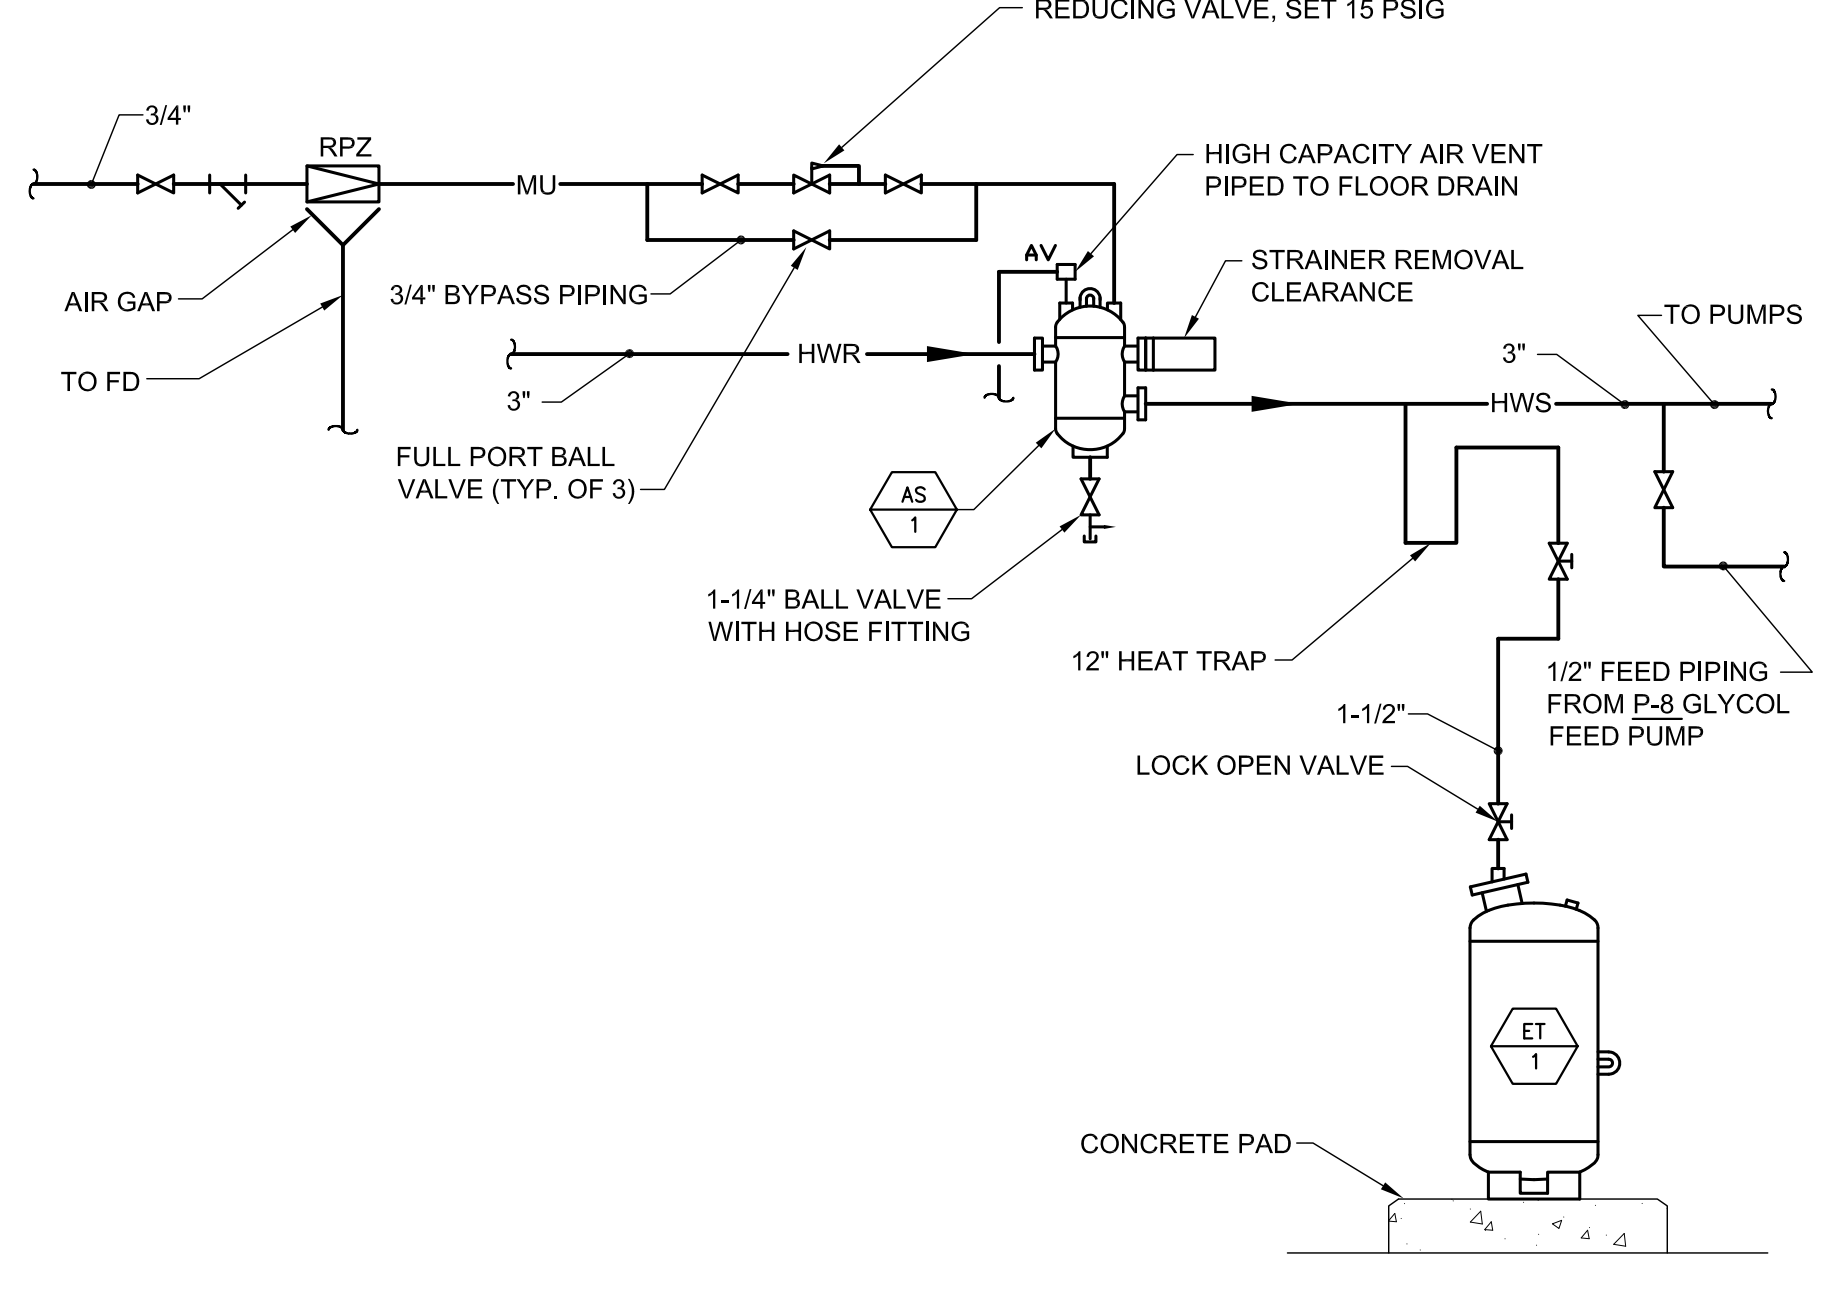 REDUCING VALVE, SET 15 PSIG
3/4"
RPZ
MU
HIGH CAPACITY AIR VENT
PIPED TO FLOOR DRAIN
AV
STRAINER REMOVAL
CLEARANCE
AIR GAP
3/4" BYPASS PIPING
TO PUMPS
HWR
3"
TO FD
3"
HWS
FULL PORT BALL
VALVE (TYP. OF 3)
AS
1
1-1/4" BALL VALVE
WITH HOSE FITTING
12" HEAT TRAP
1/2" FEED PIPING
FROM P-8 GLYCOL
FEED PUMP
1-1/2"
LOCK OPEN VALVE
ET
1
CONCRETE PAD